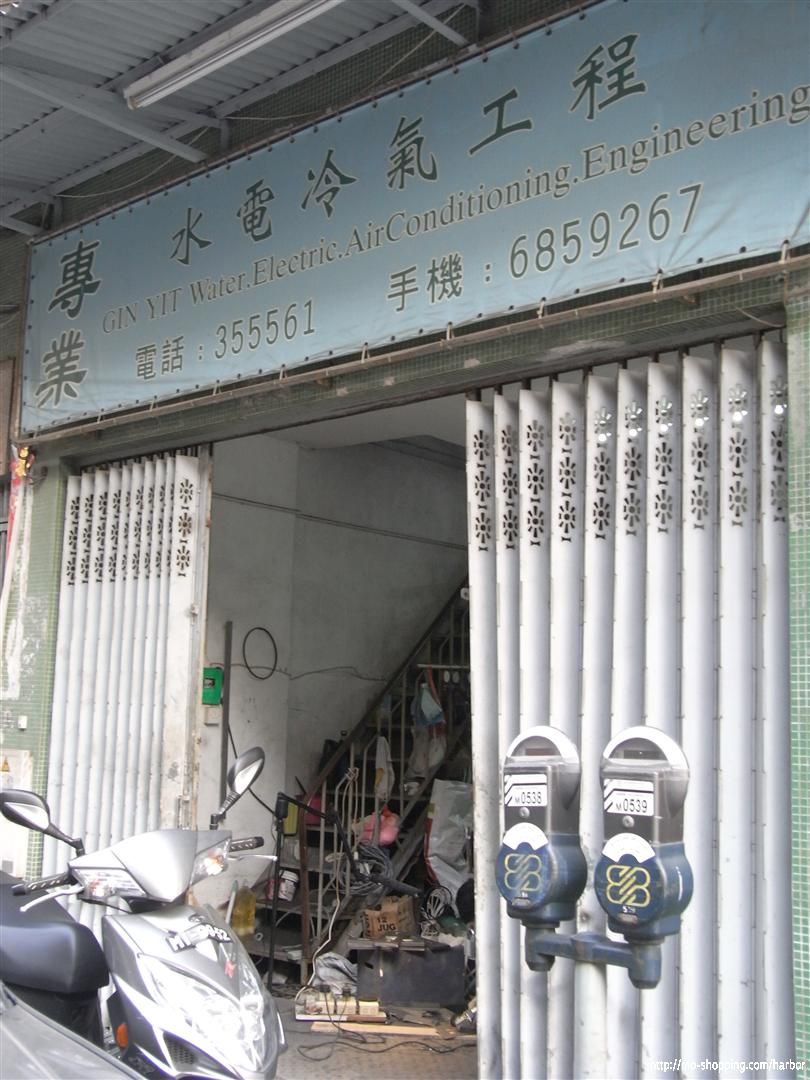 專業
水電冷氣工程
GIN YIT Water.Electric.AirConditioning.Engineering
電話：355561 手機：6859267
M0538
M0539
12
JUG
http://mo-shopping.com/harbor